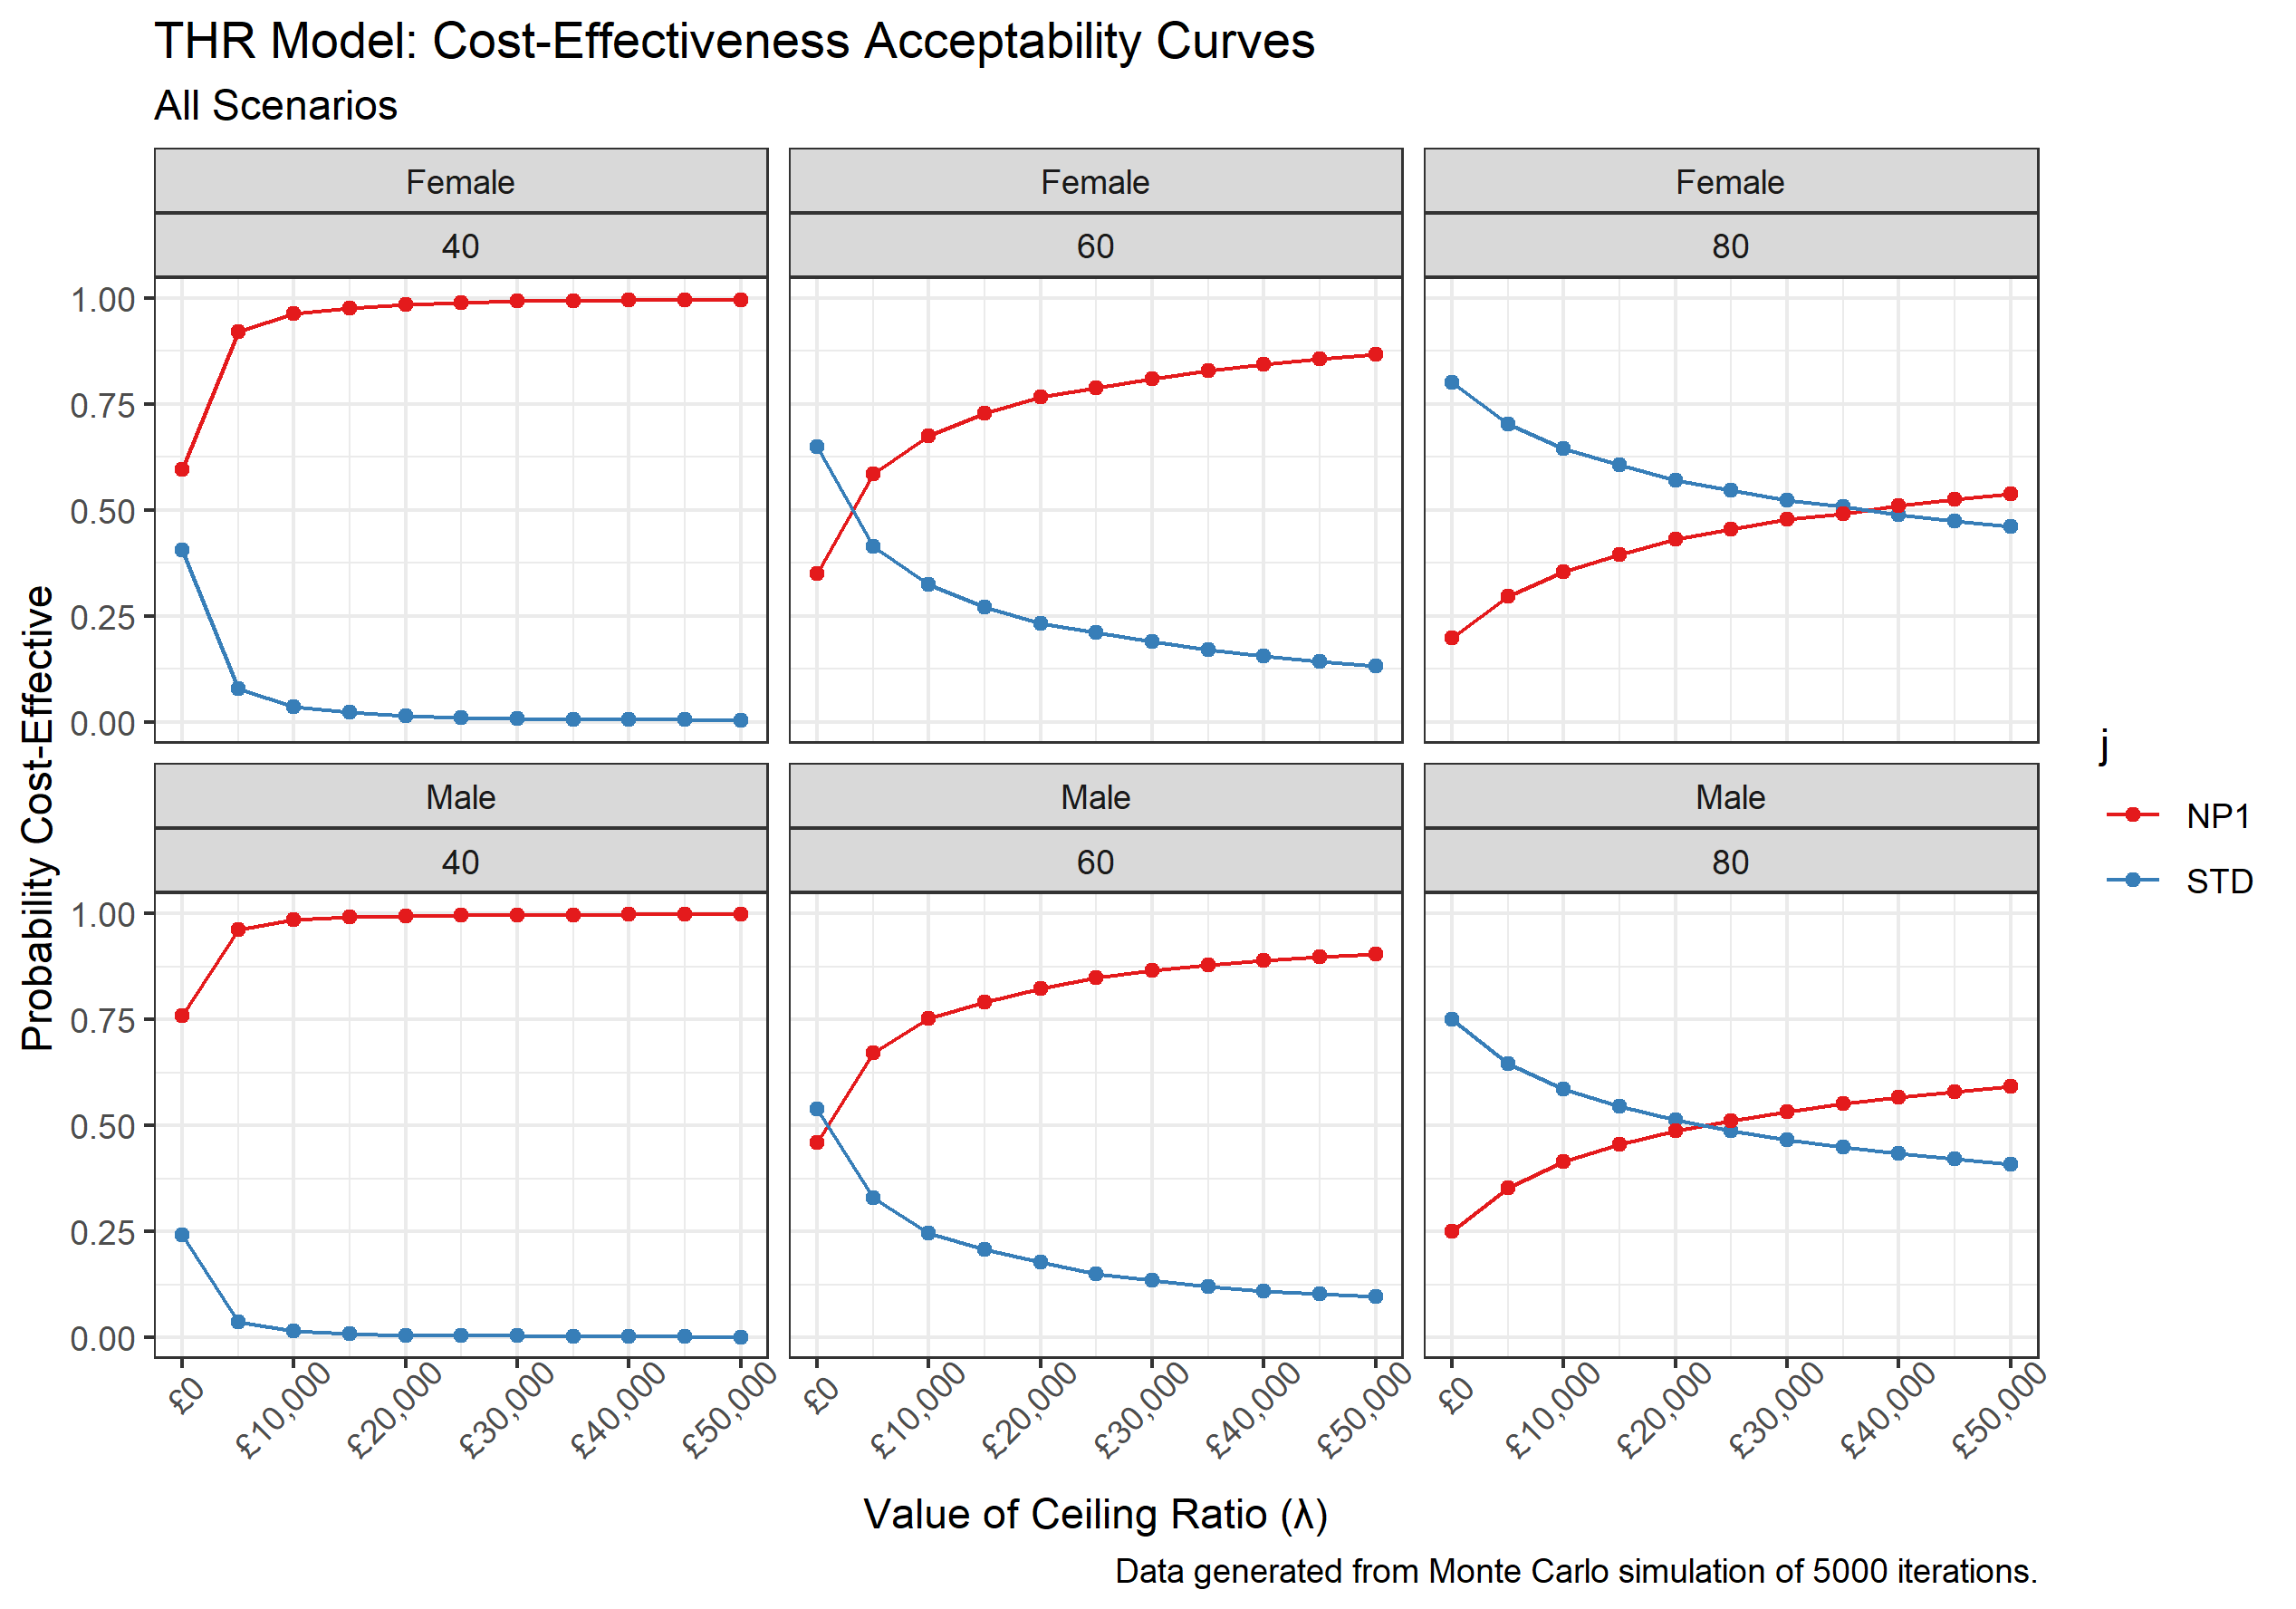 THR Model: Cost-Effectiveness Acceptability Curves
All Scenarios
Female
Female
Female
40
60
80
1.00
0.75
0.50
0.25
0.00
Male
Male
Male
40
60
80
1.00
0.75
0.50
0.25
0.00
Probability Cost-Effective
£0
£10,000
£20,000
£30,000
£40,000
£50,000
£0
£10,000
£20,000
£30,000
£40,000
£50,000
£0
£10,000
£20,000
£30,000
£40,000
£50,000
Value of Ceiling Ratio (λ)
j
NP1
STD
Data generated from Monte Carlo simulation of 5000 iterations.